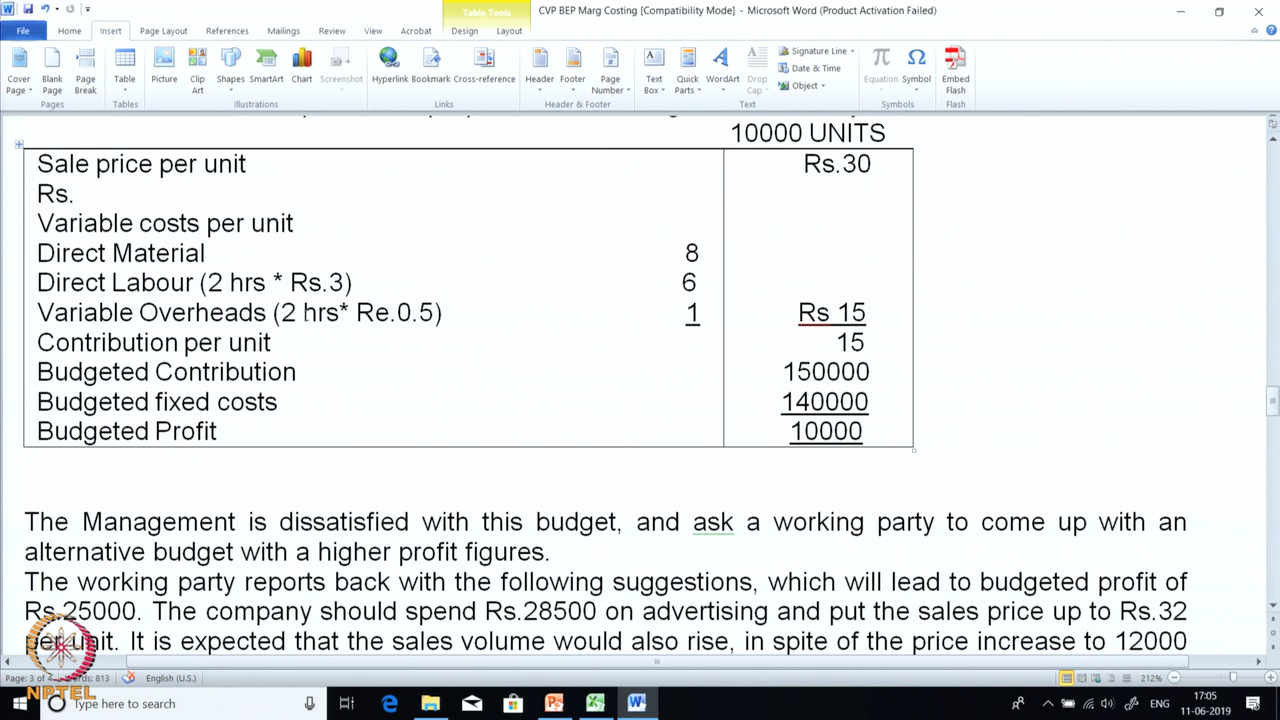 Table Tools
CVP BEP Marg Costing [Compatibility Mode] - Microsoft Word (Product Activation Failed)
File Home Insert Page Layout References Mailings Review View Acrobat Design Layout
Cover Page Blank Page Page Break Table Picture Clip Art Shapes SmartArt Chart Screenshot Hyperlink Bookmark Cross-reference Header Footer Page Number Text Box Quick Parts WordArt Drop Cap Signature Line Date & Time Object Equation Symbol Embed Flash
Pages Tables Illustrations Links Header & Footer Text Symbols Flash
10000 UNITS
Sale price per unit Rs.30
Rs.
Variable costs per unit
Direct Material 8
Direct Labour (2 hrs * Rs.3) 6
Variable Overheads (2 hrs* Re.0.5) 1 Rs 15
Contribution per unit 15
Budgeted Contribution 150000
Budgeted fixed costs 140000
Budgeted Profit 10000
The Management is dissatisfied with this budget, and ask a working party to come up with an
alternative budget with a higher profit figures.
The working party reports back with the following suggestions, which will lead to budgeted profit of
Rs.25000. The company should spend Rs.28500 on advertising and put the sales price up to Rs.32
per unit. It is expected that the sales volume would also rise, in spite of the price increase to 12000
Page: 3 of 4 Words: 813 English (U.S.) 212%
NPTEL
Type here to search
ENG
17:05
11-06-2019